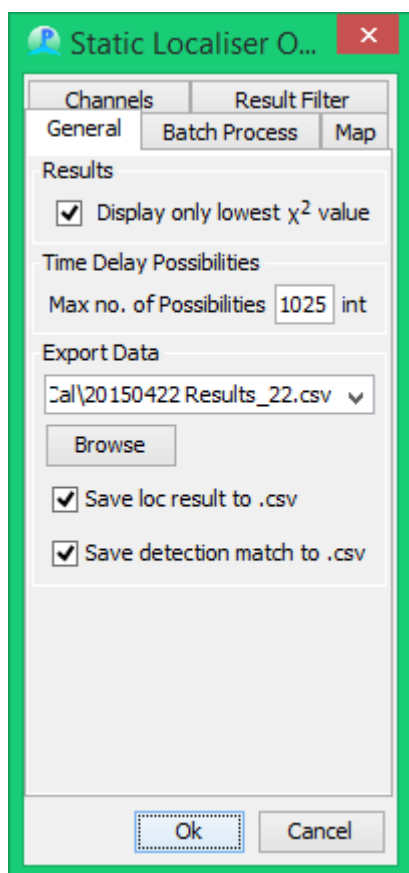 Static Localiser O...
Channels Result Filter
General Batch Process Map
Results
Display only lowest χ² value
Time Delay Possibilities
Max no. of Possibilities 1025 int
Export Data
Cal\20150422 Results_22.csv
Browse
Save loc result to .csv
Save detection match to .csv
Ok Cancel